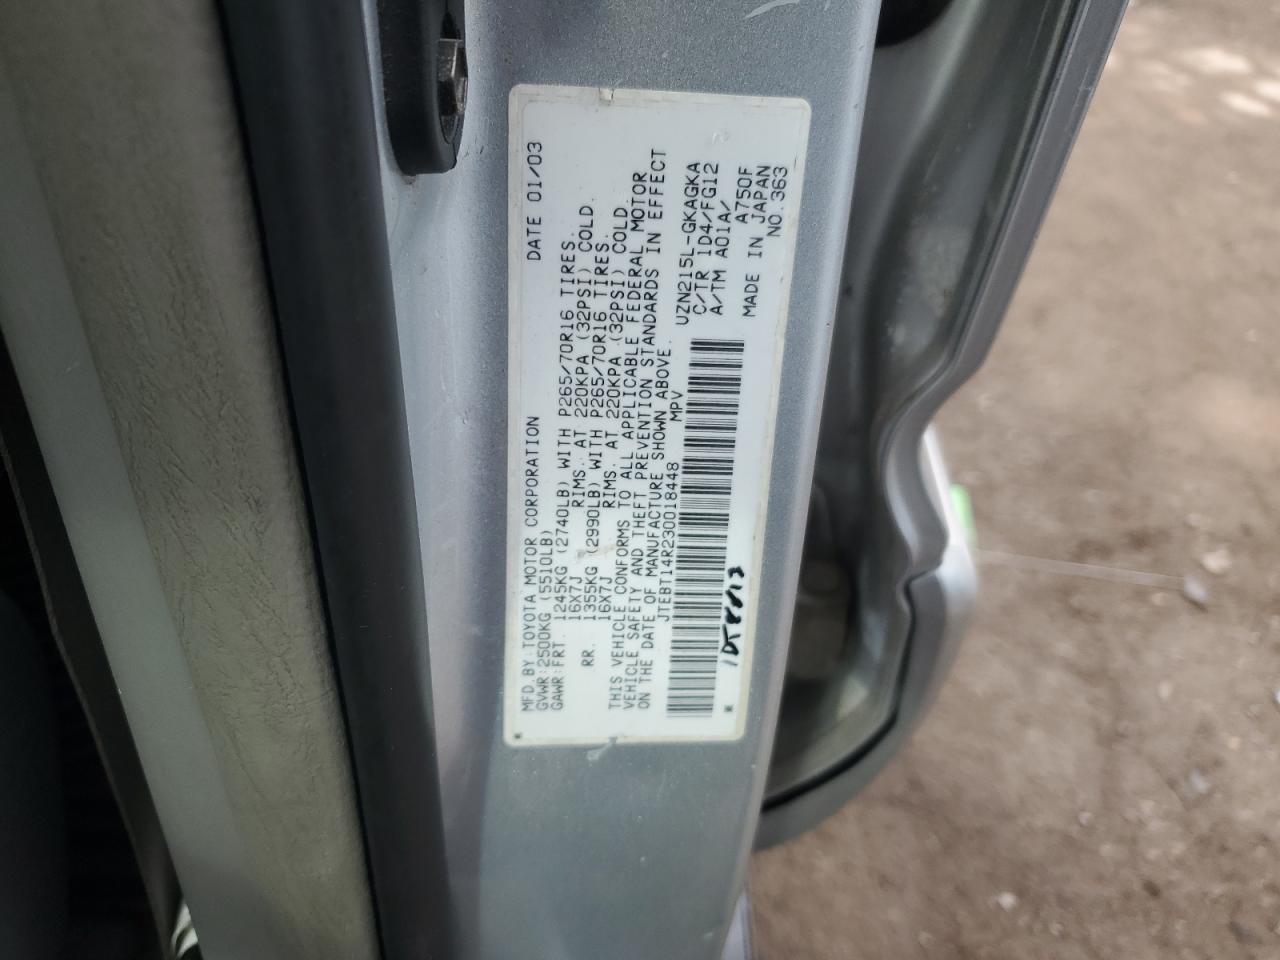 MFD. BY: TOYOTA MOTOR CORPORATION DATE 01/03
GVWR: 2500KG (5510LB)
GAWR: FRT. 1245KG (2740LB) WITH P265/70R16 TIRES.
16X7J RIMS. AT 220KPA (32PSI) COLD.
RR. 1355KG (2990LB) WITH P265/70R16 TIRES.
16X7J RIMS. AT 220KPA (32PSI) COLD.
THIS VEHICLE CONFORMS TO ALL APPLICABLE FEDERAL MOTOR
VEHICLE SAFETY AND THEFT PREVENTION STANDARDS IN EFFECT
ON THE DATE OF MANUFACTURE SHOWN ABOVE.
JTEBT14R230018448 MPV
UZN215L-GKAGKA
C/TR 1D4/FG12
A/TM A01A/ A750F
MADE IN JAPAN
NO. 363